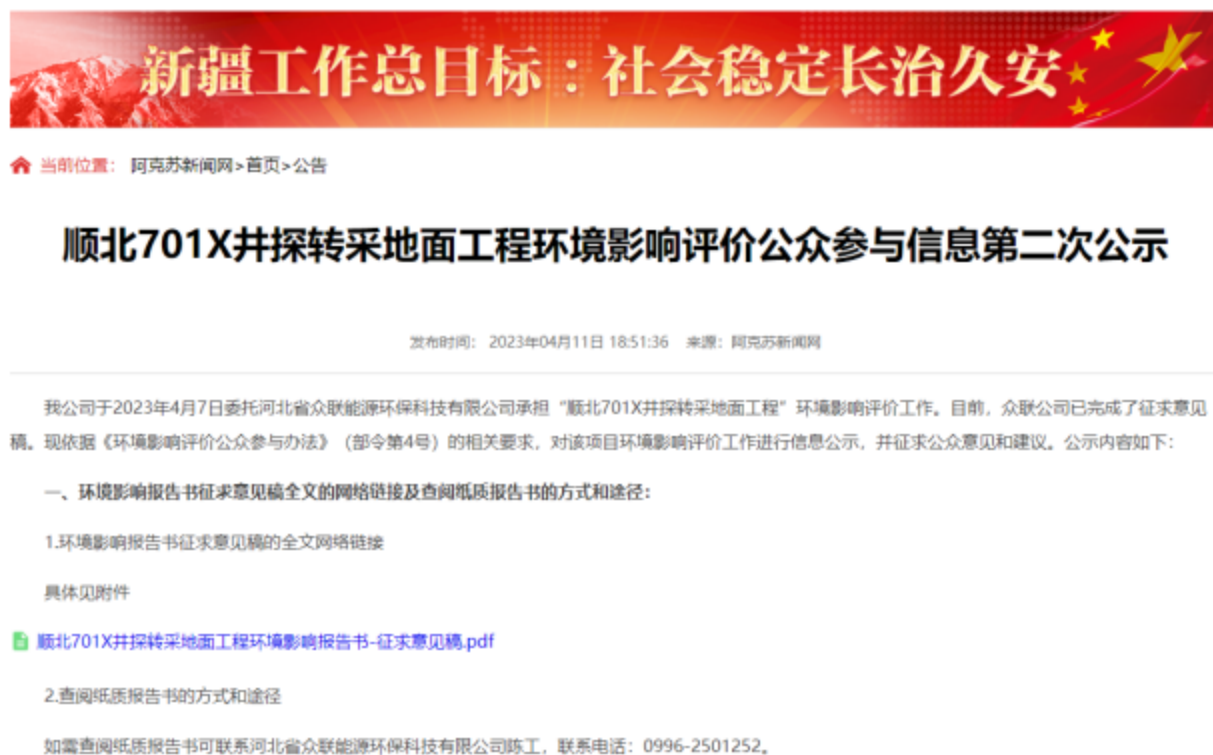 新疆工作总目标：社会稳定长治久安
当前位置： 阿克苏新闻网>首页>公告
顺北701X井探转采地面工程环境影响评价公众参与信息第二次公示
发布时间： 2023年04月11日 18:51:36 来源：阿克苏新闻网
我公司于2023年4月7日委托河北省众联能源环保科技有限公司承担“顺北701X井探转采地面工程”环境影响评价工作。目前，众联公司已完成了征求意见
稿。现依据《环境影响评价公众参与办法》（部令第4号）的相关要求，对该项目环境影响评价工作进行信息公示，并征求公众意见和建议。公示内容如下：
一、环境影响报告书征求意见稿全文的网络链接及查阅纸质报告书的方式和途径：
1.环境影响报告书征求意见稿的全文网络链接
具体见附件
顺北701X井探转采地面工程环境影响报告书-征求意见稿.pdf
2.查阅纸质报告书的方式和途径
如需查阅纸质报告书可联系河北省众联能源环保科技有限公司陈工，联系电话：0996-2501252。